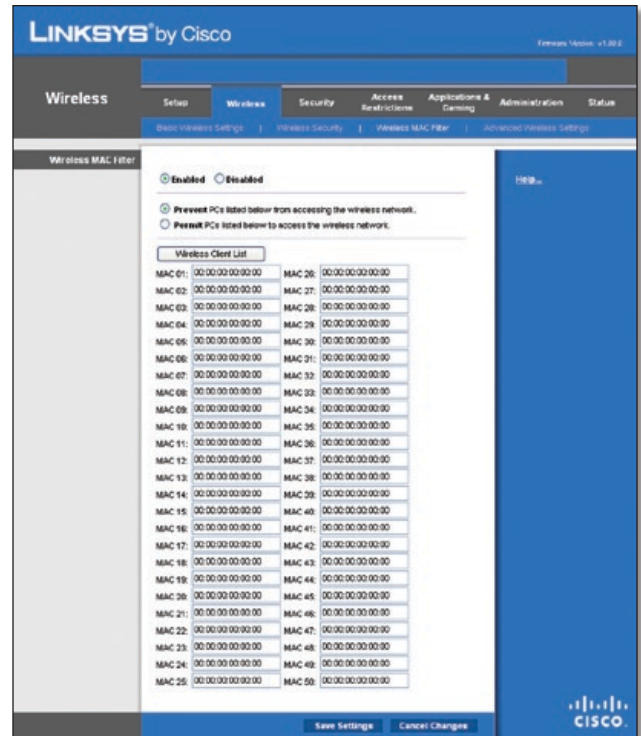 LINKSYS® by Cisco
Firmware Version: v1.00.0
Wireless
Setup
Wireless
Security
Access Restrictions
Applications & Gaming
Administration
Status
Basic Wireless Settings | Wireless Security | Wireless MAC Filter | Advanced Wireless Settings
Wireless MAC Filter
Enabled Disabled
Help...
Prevent PCs listed below from accessing the wireless network.
Permit PCs listed below to access the wireless network.
Wireless Client List
MAC 01: 00:00:00:00:00:00 MAC 26: 00:00:00:00:00:00
MAC 02: 00:00:00:00:00:00 MAC 27: 00:00:00:00:00:00
MAC 03: 00:00:00:00:00:00 MAC 28: 00:00:00:00:00:00
MAC 04: 00:00:00:00:00:00 MAC 29: 00:00:00:00:00:00
MAC 05: 00:00:00:00:00:00 MAC 30: 00:00:00:00:00:00
MAC 06: 00:00:00:00:00:00 MAC 31: 00:00:00:00:00:00
MAC 07: 00:00:00:00:00:00 MAC 32: 00:00:00:00:00:00
MAC 08: 00:00:00:00:00:00 MAC 33: 00:00:00:00:00:00
MAC 09: 00:00:00:00:00:00 MAC 34: 00:00:00:00:00:00
MAC 10: 00:00:00:00:00:00 MAC 35: 00:00:00:00:00:00
MAC 11: 00:00:00:00:00:00 MAC 36: 00:00:00:00:00:00
MAC 12: 00:00:00:00:00:00 MAC 37: 00:00:00:00:00:00
MAC 13: 00:00:00:00:00:00 MAC 38: 00:00:00:00:00:00
MAC 14: 00:00:00:00:00:00 MAC 39: 00:00:00:00:00:00
MAC 15: 00:00:00:00:00:00 MAC 40: 00:00:00:00:00:00
MAC 16: 00:00:00:00:00:00 MAC 41: 00:00:00:00:00:00
MAC 17: 00:00:00:00:00:00 MAC 42: 00:00:00:00:00:00
MAC 18: 00:00:00:00:00:00 MAC 43: 00:00:00:00:00:00
MAC 19: 00:00:00:00:00:00 MAC 44: 00:00:00:00:00:00
MAC 20: 00:00:00:00:00:00 MAC 45: 00:00:00:00:00:00
MAC 21: 00:00:00:00:00:00 MAC 46: 00:00:00:00:00:00
MAC 22: 00:00:00:00:00:00 MAC 47: 00:00:00:00:00:00
MAC 23: 00:00:00:00:00:00 MAC 48: 00:00:00:00:00:00
MAC 24: 00:00:00:00:00:00 MAC 49: 00:00:00:00:00:00
MAC 25: 00:00:00:00:00:00 MAC 50: 00:00:00:00:00:00
Save Settings Cancel Changes
CISCO.